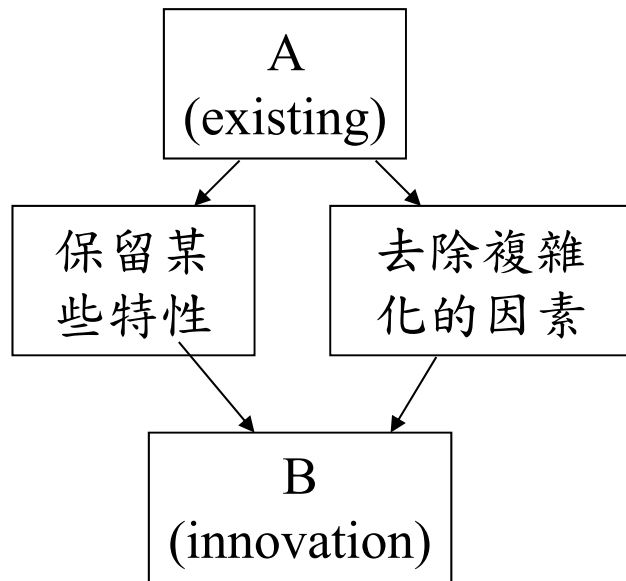 A
(existing)
保留某
些特性
去除複雜
化的因素
B
(innovation)